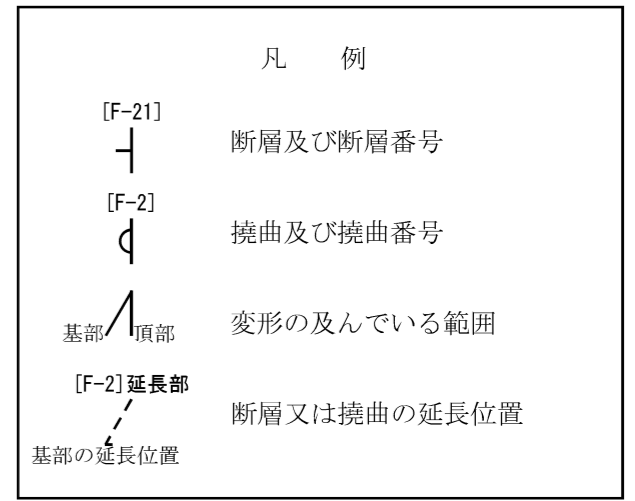 凡　例
[F-21]
断層及び断層番号
[F-2]
撓曲及び撓曲番号
基部 頂部
変形の及んでいる範囲
[F-2]延長部
断層又は撓曲の延長位置
基部の延長位置